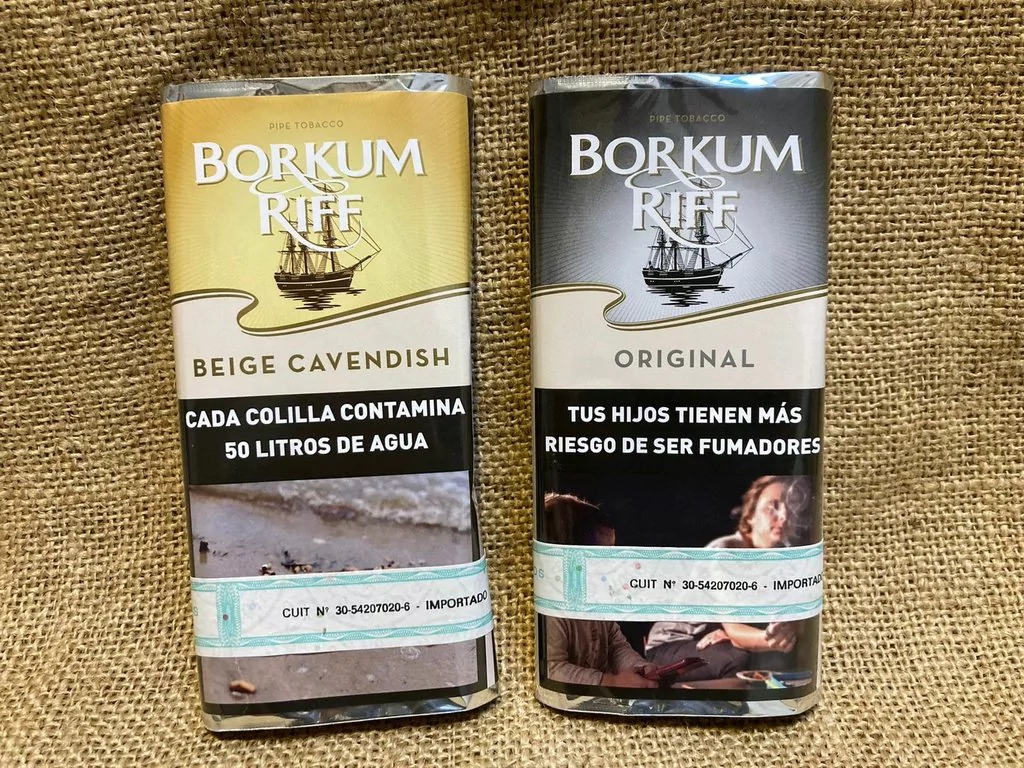 PIPE TOBACCO
BORKUM
RIFF
BEIGE CAVENDISH
CADA COLILLA CONTAMINA
50 LITROS DE AGUA
CUIT Nº 30-54207020-6 - IMPORTADO
PIPE TOBACCO
BORKUM
RIFF
ORIGINAL
TUS HIJOS TIENEN MÁS
RIESGO DE SER FUMADORES
CUIT Nº 30-54207020-6 - IMPORTAD